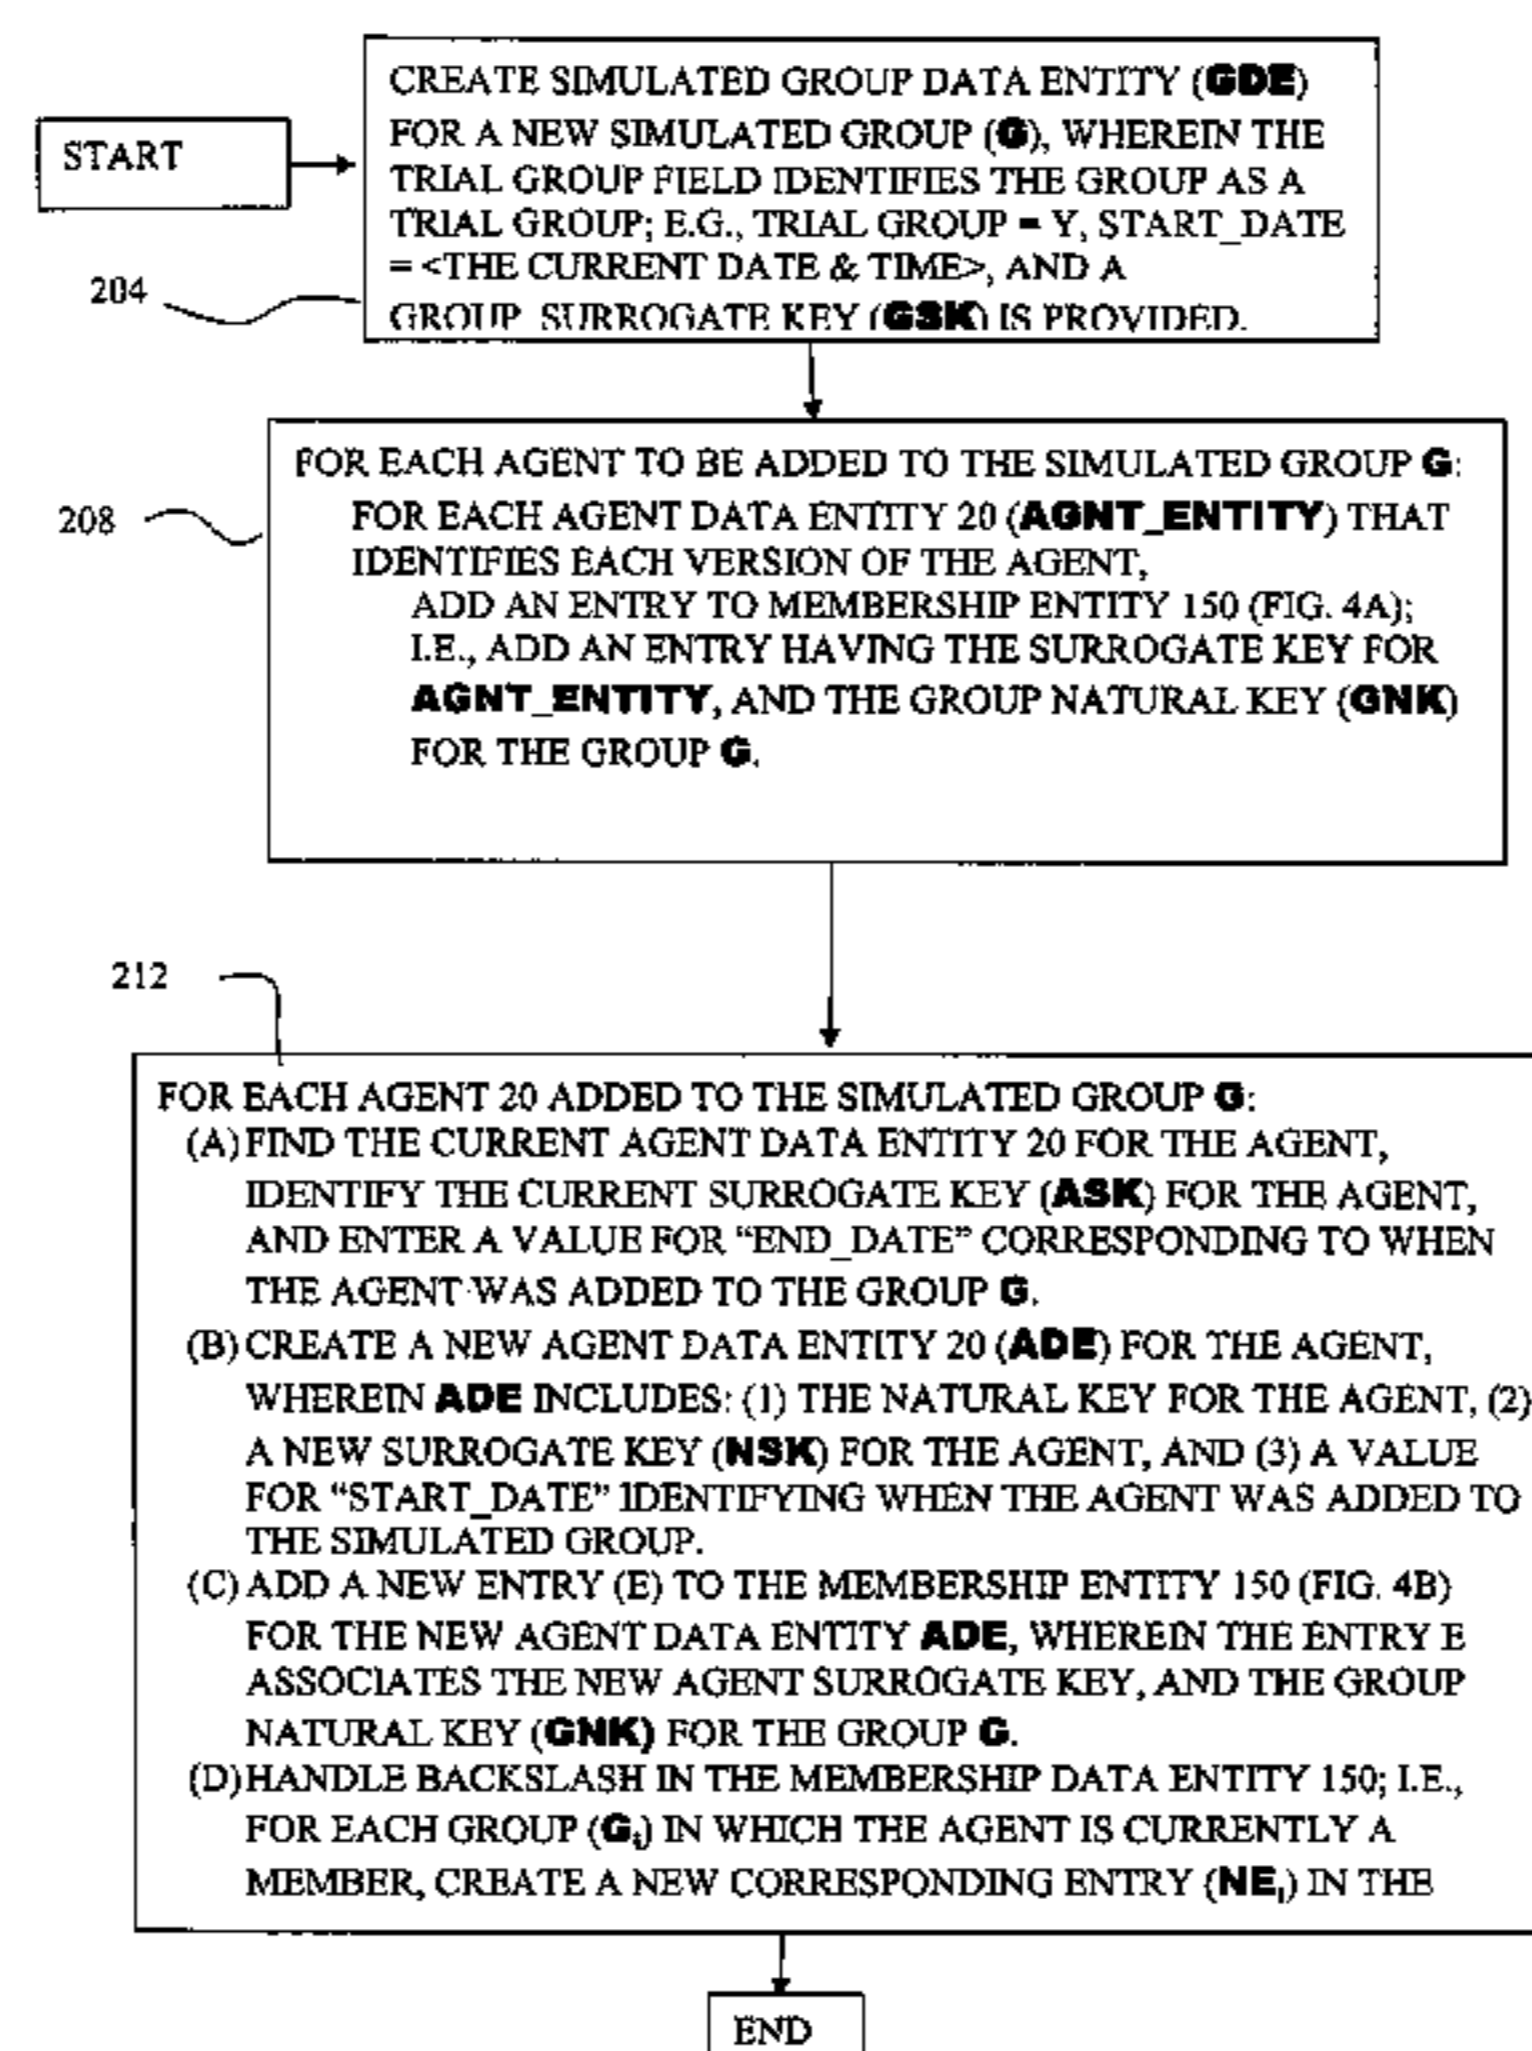 START
CREATE SIMULATED GROUP DATA ENTITY (GDE)
FOR A NEW SIMULATED GROUP (G), WHEREIN THE
TRIAL GROUP FIELD IDENTIFIES THE GROUP AS A
TRIAL GROUP; E.G., TRIAL GROUP = Y, START_DATE
= <THE CURRENT DATE & TIME>, AND A
GROUP_SURROGATE KEY (GSK) IS PROVIDED.
204
FOR EACH AGENT TO BE ADDED TO THE SIMULATED GROUP G:
FOR EACH AGENT DATA ENTITY 20 (AGNT_ENTITY) THAT
IDENTIFIES EACH VERSION OF THE AGENT,
ADD AN ENTRY TO MEMBERSHIP ENTITY 150 (FIG. 4A);
I.E., ADD AN ENTRY HAVING THE SURROGATE KEY FOR
AGNT_ENTITY, AND THE GROUP NATURAL KEY (GNK)
FOR THE GROUP G.
208
212
FOR EACH AGENT 20 ADDED TO THE SIMULATED GROUP G:
(A) FIND THE CURRENT AGENT DATA ENTITY 20 FOR THE AGENT,
IDENTIFY THE CURRENT SURROGATE KEY (ASK) FOR THE AGENT,
AND ENTER A VALUE FOR “END_DATE” CORRESPONDING TO WHEN
THE AGENT WAS ADDED TO THE GROUP G.
(B) CREATE A NEW AGENT DATA ENTITY 20 (ADE) FOR THE AGENT,
WHEREIN ADE INCLUDES: (1) THE NATURAL KEY FOR THE AGENT, (2)
A NEW SURROGATE KEY (NSK) FOR THE AGENT, AND (3) A VALUE
FOR “START_DATE” IDENTIFYING WHEN THE AGENT WAS ADDED TO
THE SIMULATED GROUP.
(C) ADD A NEW ENTRY (E) TO THE MEMBERSHIP ENTITY 150 (FIG. 4B)
FOR THE NEW AGENT DATA ENTITY ADE, WHEREIN THE ENTRY E
ASSOCIATES THE NEW AGENT SURROGATE KEY, AND THE GROUP
NATURAL KEY (GNK) FOR THE GROUP G.
(D) HANDLE BACKSLASH IN THE MEMBERSHIP DATA ENTITY 150; I.E.,
FOR EACH GROUP (Gi) IN WHICH THE AGENT IS CURRENTLY A
MEMBER, CREATE A NEW CORRESPONDING ENTRY (NEi) IN THE
END